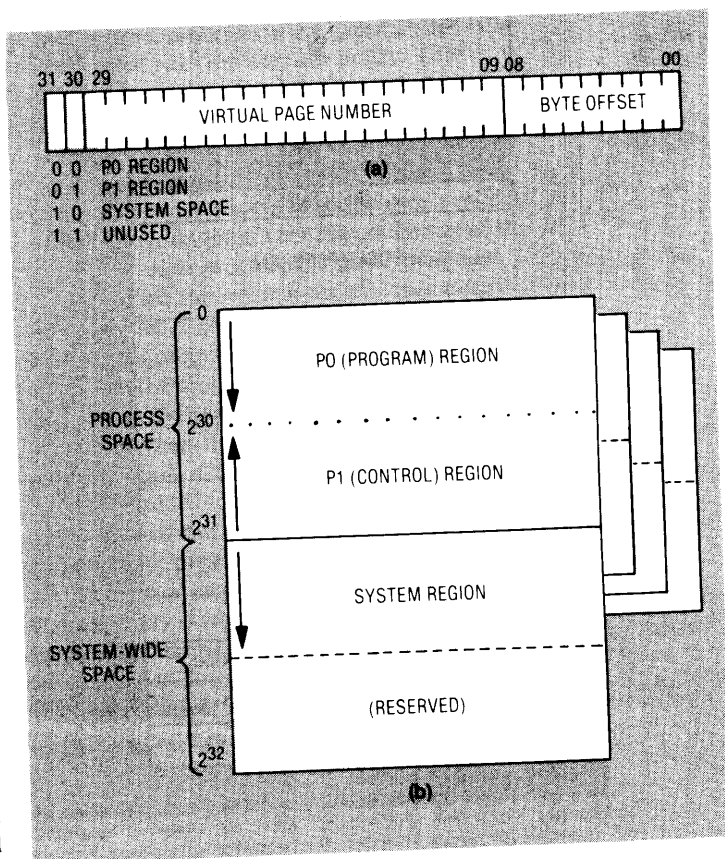 31 30 29 09 08 00
VIRTUAL PAGE NUMBER BYTE OFFSET
0 0 P0 REGION
(a)
0 1 P1 REGION
1 0 SYSTEM SPACE
1 1 UNUSED
0
P0 (PROGRAM) REGION
PROCESS
SPACE
2^30
P1 (CONTROL) REGION
2^31
SYSTEM REGION
SYSTEM-WIDE
SPACE
(RESERVED)
2^32
(b)